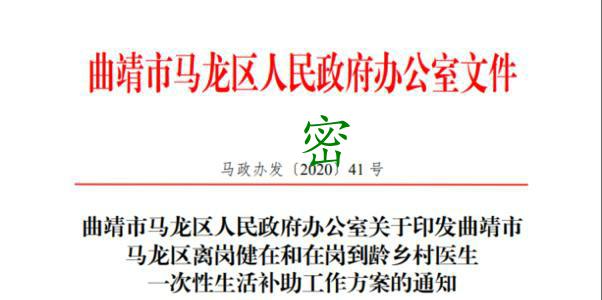 曲靖市马龙区人民政府办公室文件
密
马政办发〔2020〕41 号
曲靖市马龙区人民政府办公室关于印发曲靖市
马龙区离岗健在和在岗到龄乡村医生
一次性生活补助工作方案的通知